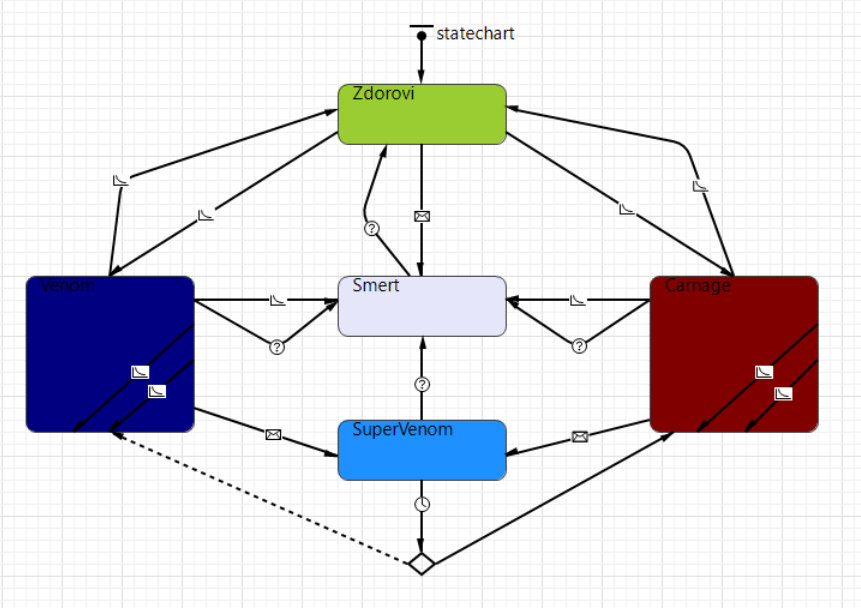 statechart
Zdorovi
Venom
Smert
Carnage
SuperVenom
?
?
?
?